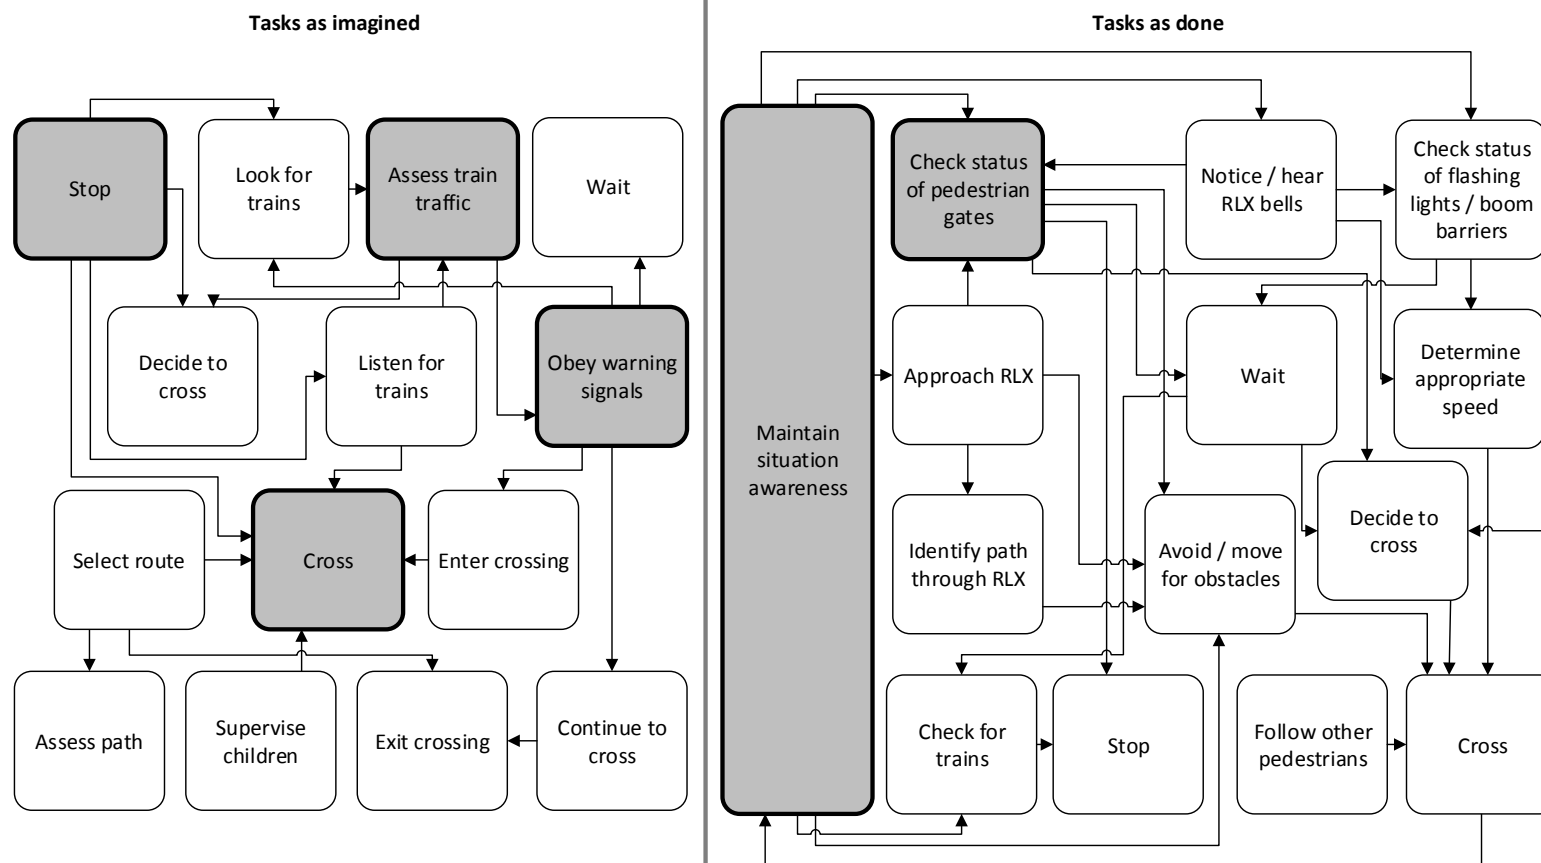 Tasks as imagined
Stop
Look for
trains
Assess train
traffic
Wait
Decide to
cross
Listen for
trains
Obey warning
signals
Select route
Cross
Enter crossing
Assess path
Supervise
children
Exit crossing
Continue to
cross
Tasks as done
Maintain
situation
awareness
Check status
of pedestrian
gates
Notice / hear
RLX bells
Check status
of flashing
lights / boom
barriers
Approach RLX
Wait
Determine
appropriate
speed
Identify path
through RLX
Avoid / move
for obstacles
Decide to
cross
Check for
trains
Stop
Follow other
pedestrians
Cross